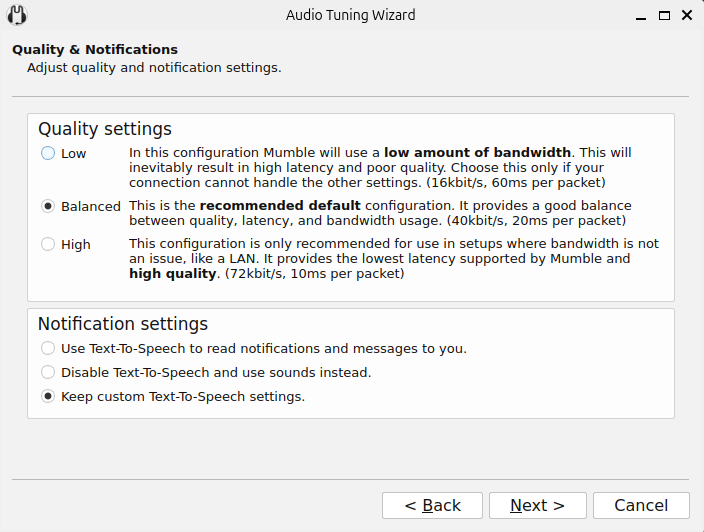 Audio Tuning Wizard
Quality & Notifications
Adjust quality and notification settings.
Quality settings
Low
In this configuration Mumble will use a low amount of bandwidth. This will
inevitably result in high latency and poor quality. Choose this only if your
connection cannot handle the other settings. (16kbit/s, 60ms per packet)
Balanced
This is the recommended default configuration. It provides a good balance
between quality, latency, and bandwidth usage. (40kbit/s, 20ms per packet)
High
This configuration is only recommended for use in setups where bandwidth is not
an issue, like a LAN. It provides the lowest latency supported by Mumble and
high quality. (72kbit/s, 10ms per packet)
Notification settings
Use Text-To-Speech to read notifications and messages to you.
Disable Text-To-Speech and use sounds instead.
Keep custom Text-To-Speech settings.
< Back
Next >
Cancel